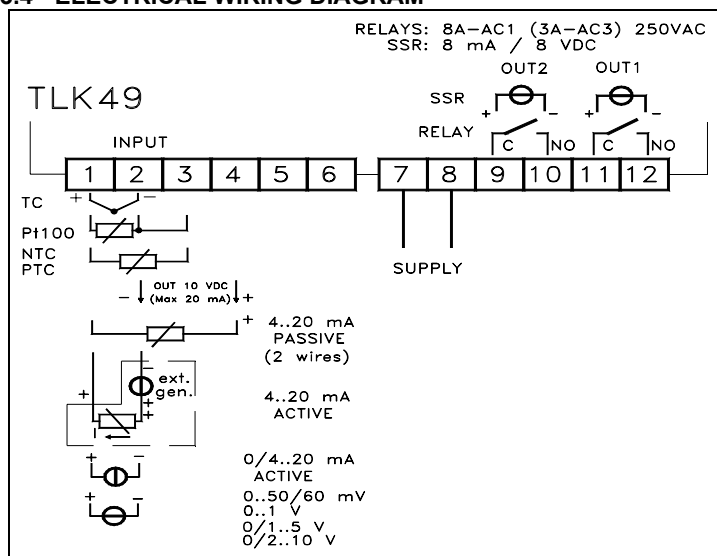 ELECTRICAL WIRING DIAGRAM
RELAYS: 8A-AC1 (3A-AC3) 250VAC
SSR: 8 mA / 8 VDC
OUT2 OUT1
TLK49
SSR + - + -
RELAY
INPUT
C NO C NO
1 2 3 4 5 6 7 8 9 10 11 12
TC + -
Pt100
NTC
PTC
SUPPLY
OUT 10 VDC
- (Max 20 mA) +
+ 4..20 mA
PASSIVE
(2 wires)
-
ext.
gen.
+ +
+
4..20 mA
ACTIVE
I
+ - 0/4..20 mA
ACTIVE
+ - 0..50/60 mV
0..1 V
0/1..5 V
0/2..10 V